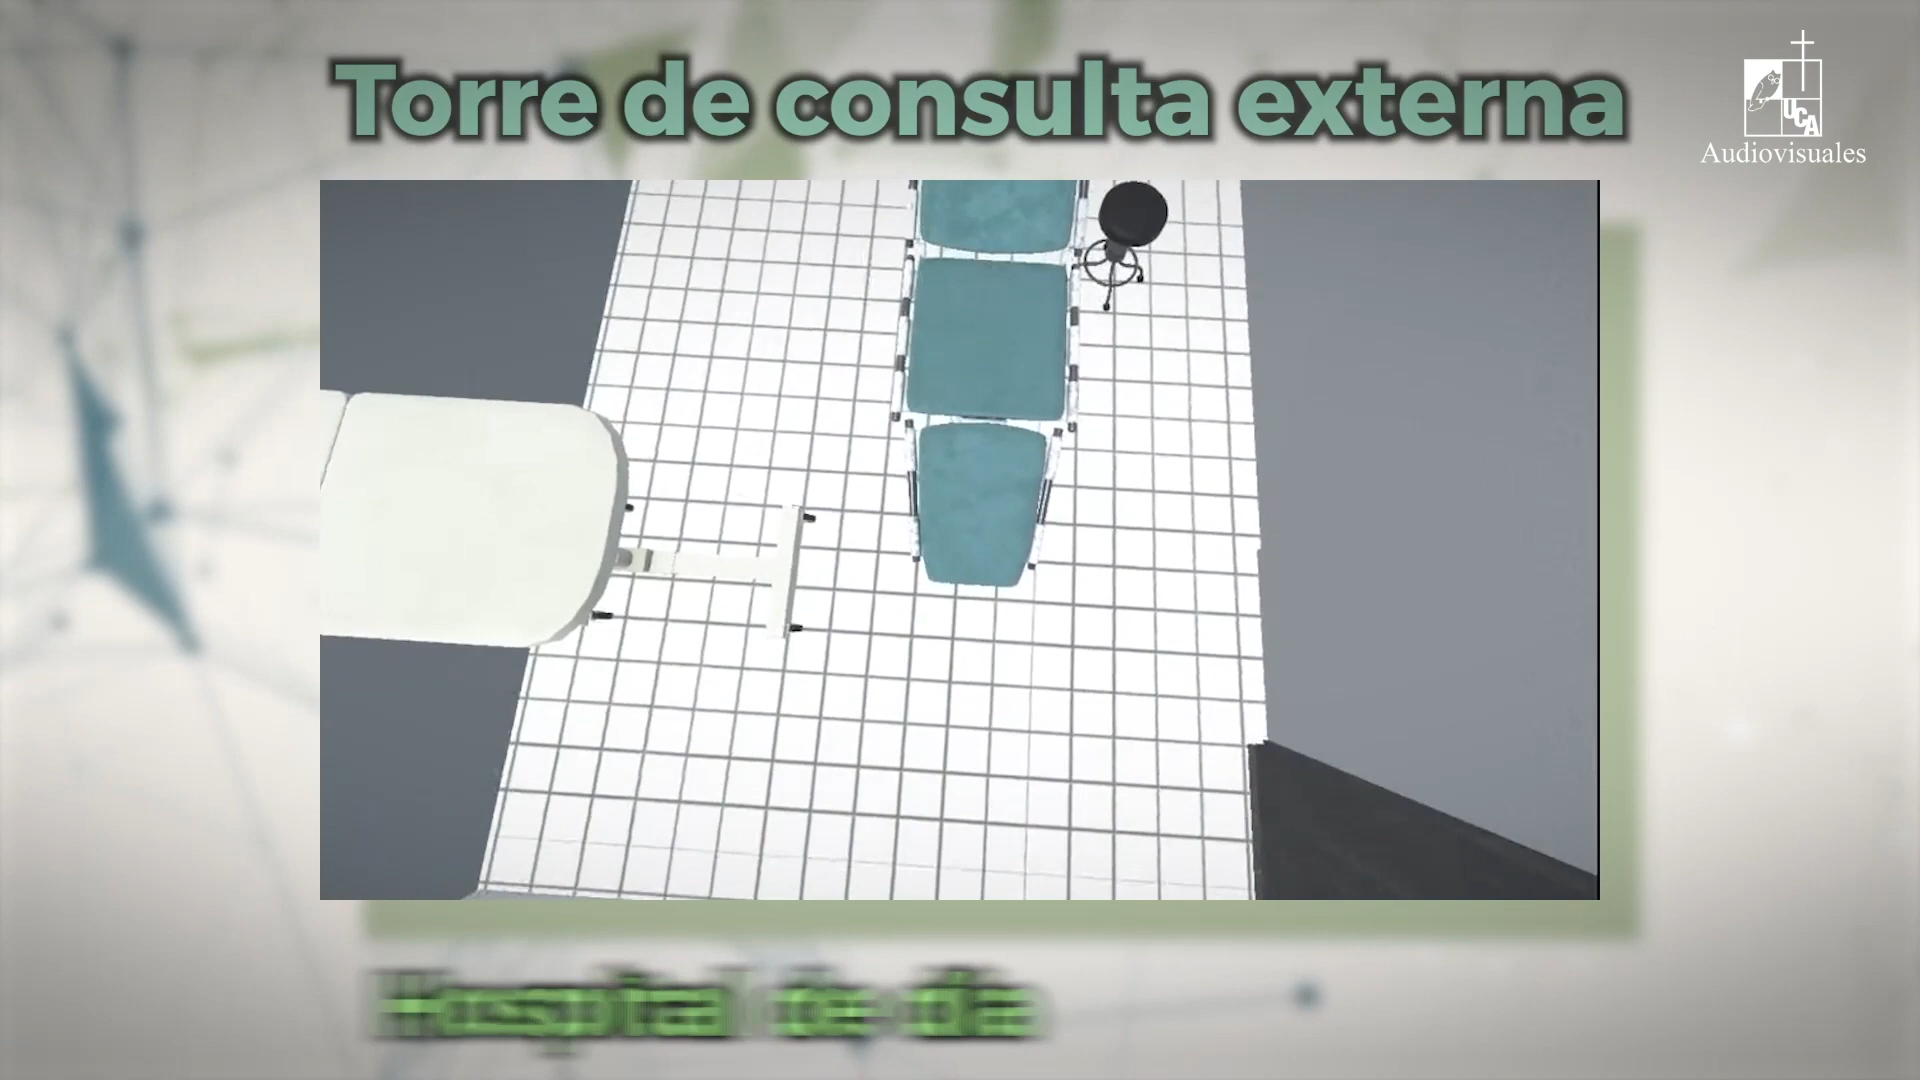 Torre de consulta externa
UCA
Audiovisuales
Hospital de día